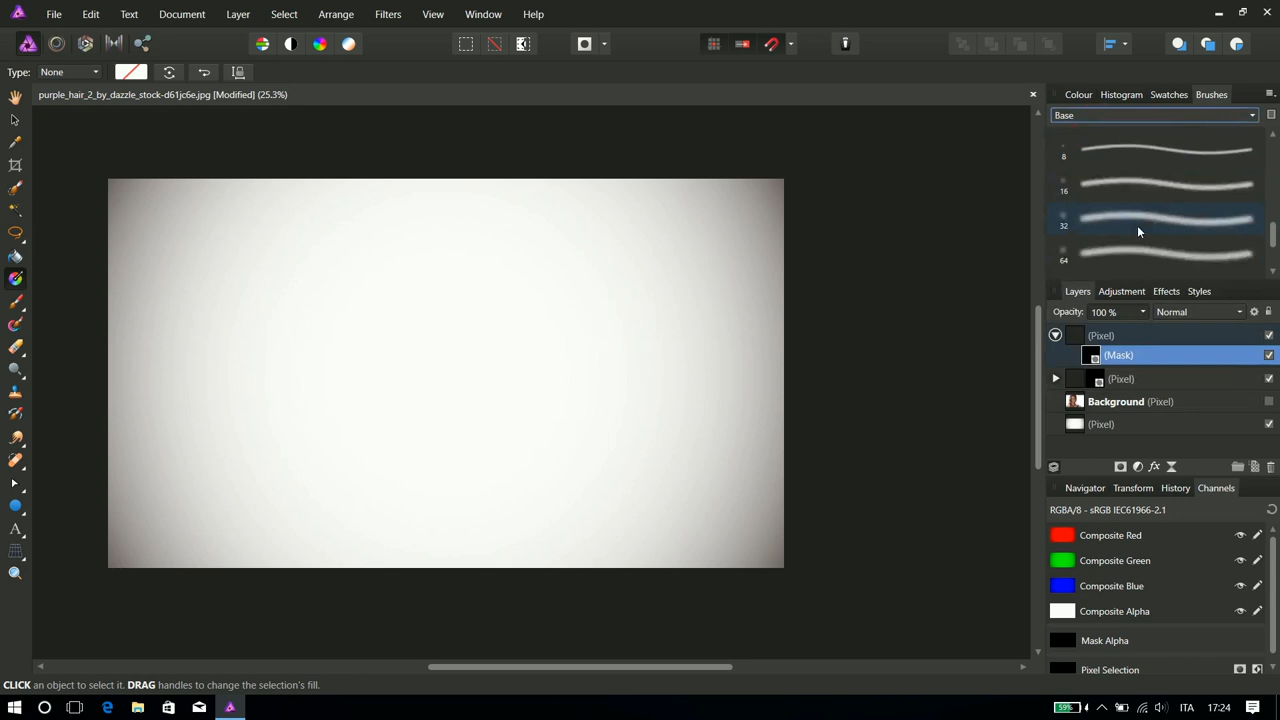 File Edit Text Document Layer Select Arrange Filters View Window Help
Type: None
purple_hair_2_by_dazzle_stock-d61jc6e.jpg [Modified] (25.3%)
Colour Histogram Swatches Brushes
Base
8
16
32
64
Layers Adjustment Effects Styles
Opacity: 100 % Normal
(Pixel)
(Mask)
(Pixel)
Background (Pixel)
(Pixel)
fx
Navigator Transform History Channels
RGBA/8 - sRGB IEC61966-2.1
Composite Red
Composite Green
Composite Blue
Composite Alpha
Mask Alpha
Pixel Selection
CLICK an object to select it. DRAG handles to change the selection's fill.
59% ITA 17:24